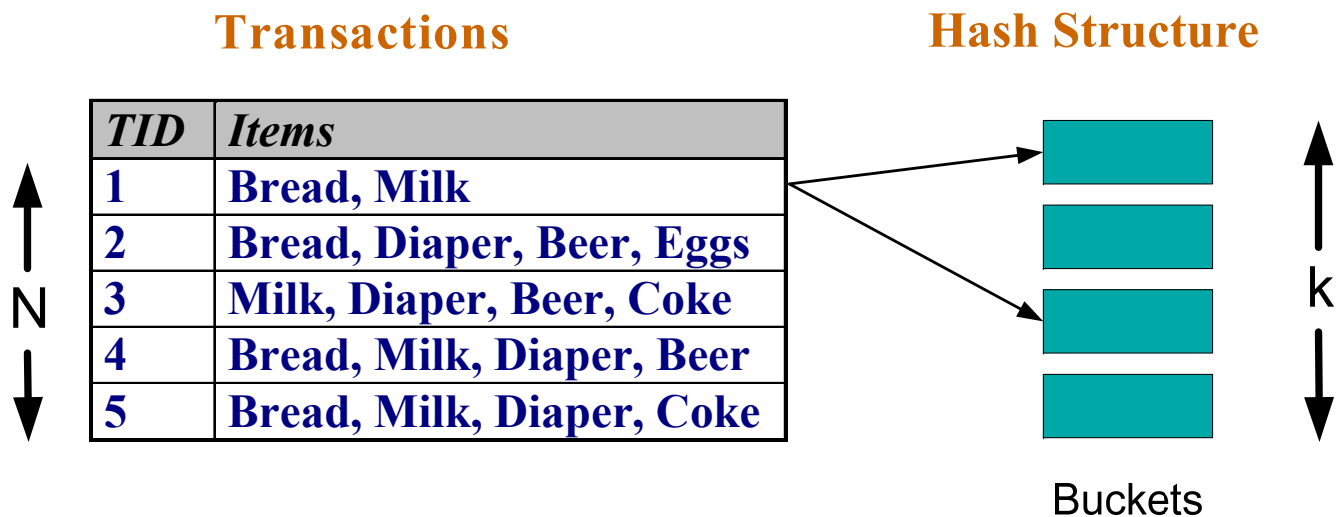 Transactions
Hash Structure
TID Items
1 Bread, Milk
2 Bread, Diaper, Beer, Eggs
3 Milk, Diaper, Beer, Coke
4 Bread, Milk, Diaper, Beer
5 Bread, Milk, Diaper, Coke
N
k
Buckets